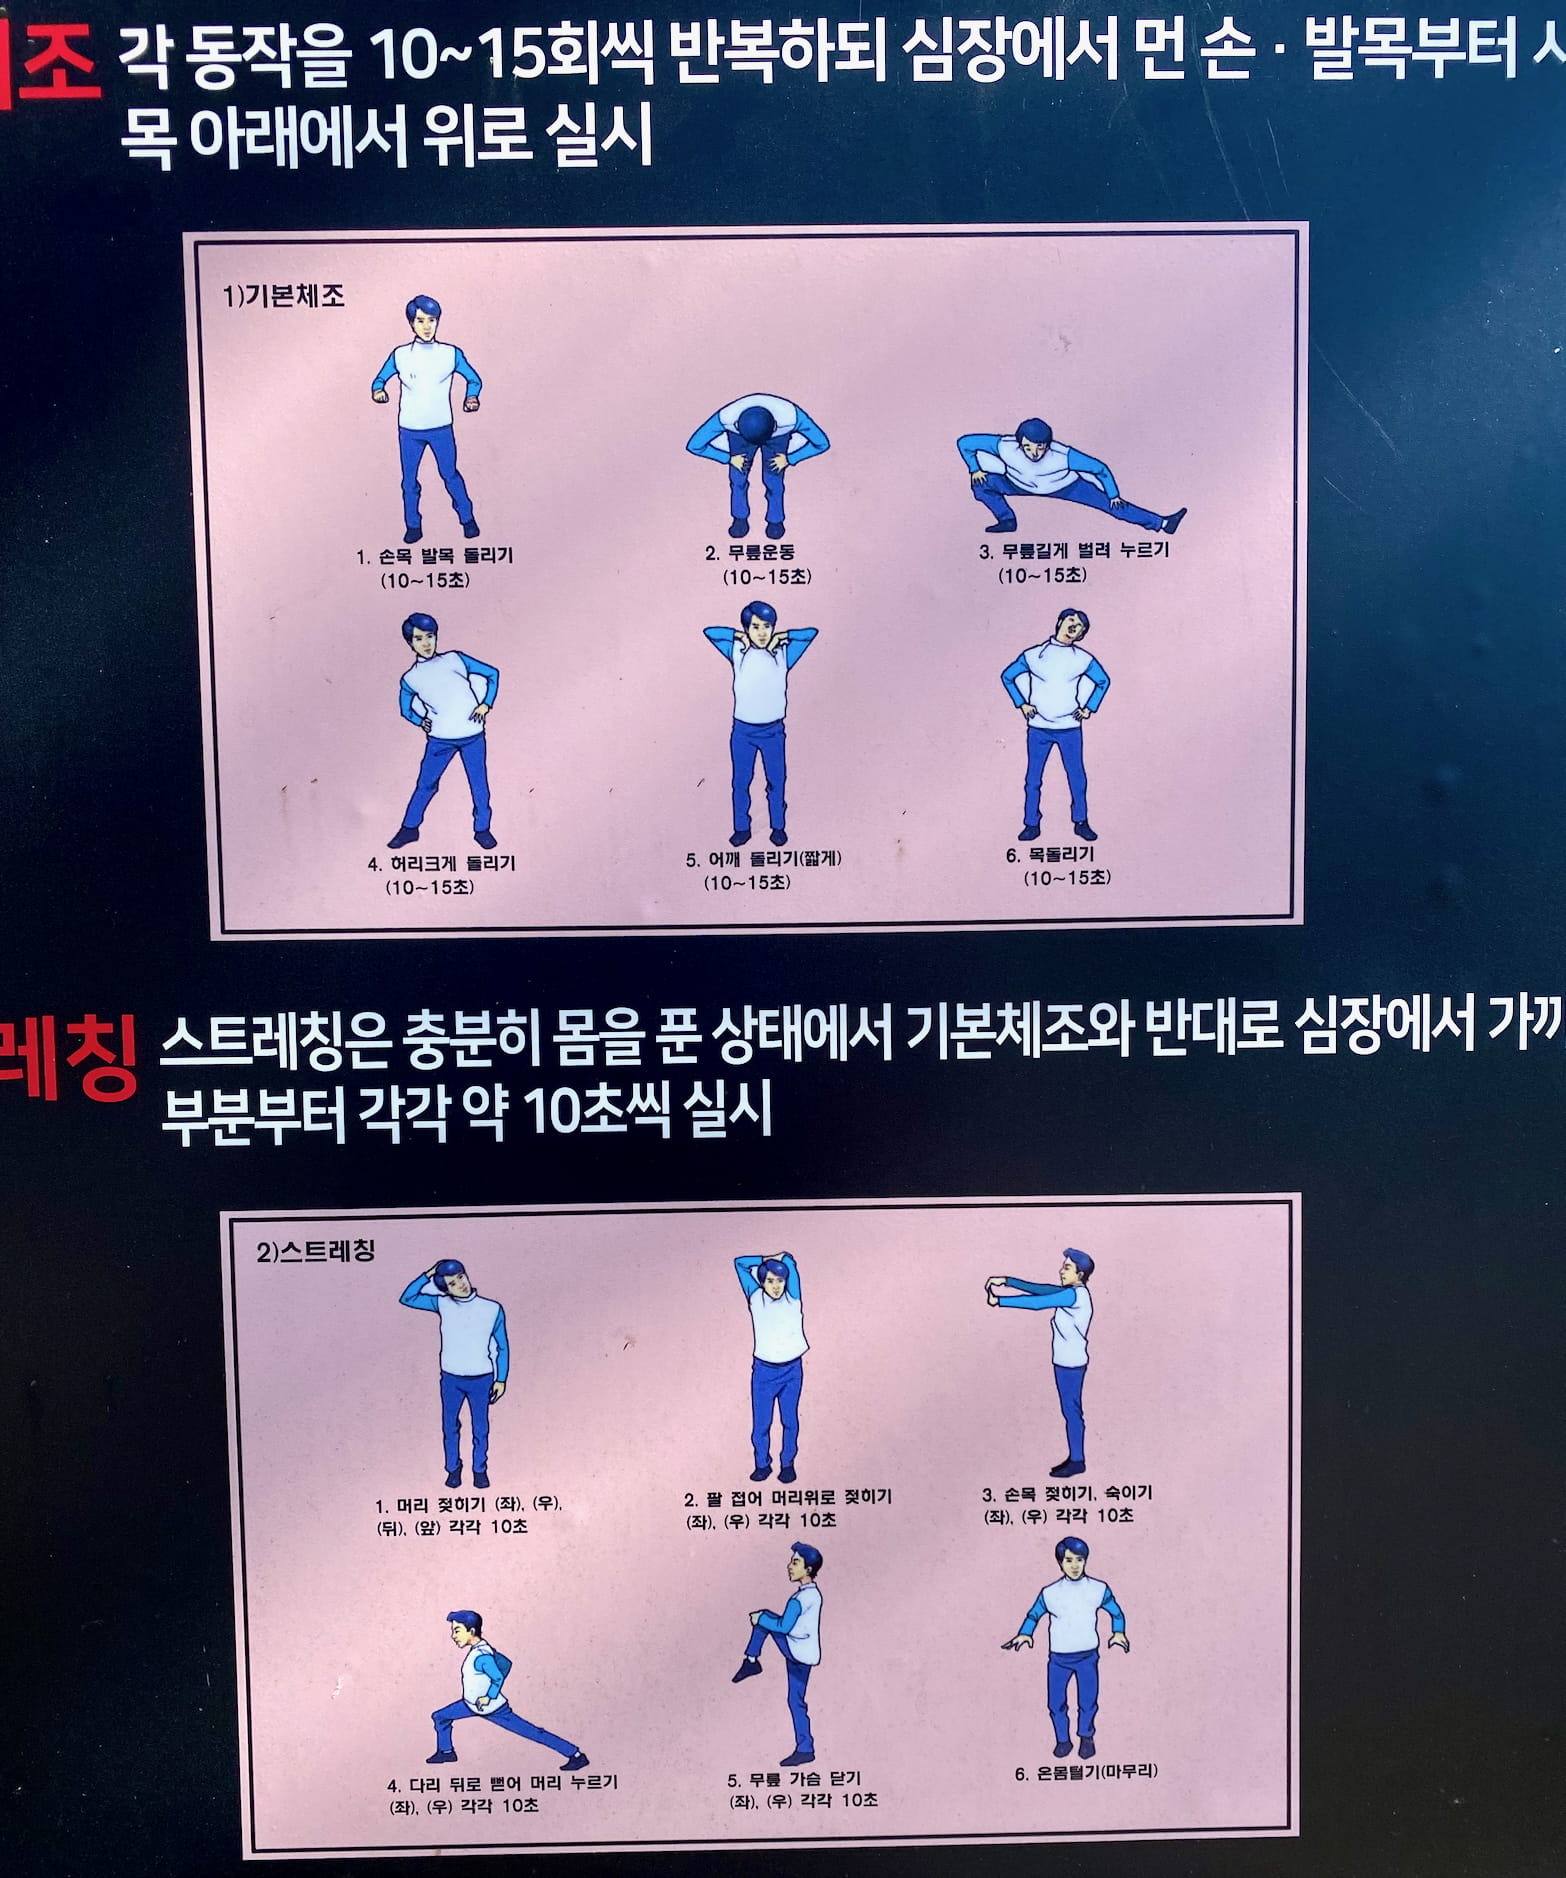 체조 각 동작을 10~15회씩 반복하되 심장에서 먼 손 · 발목부터
목 아래에서 위로 실시
1)기본체조
1. 손목 발목 돌리기
(10~15초)
2. 무릎운동
(10~15초)
3. 무릎길게 벌려 누르기
(10~15초)
4. 허리크게 돌리기
(10~15초)
5. 어깨 돌리기(짧게)
(10~15초)
6. 목돌리기
(10~15초)
레칭 스트레칭은 충분히 몸을 푼 상태에서 기본체조와 반대로 심장에서
부분부터 각각 약 10초씩 실시
2)스트레칭
1. 머리 젖히기 (좌), (우),
(뒤), (앞) 각각 10초
2. 팔 접어 머리위로 젖히기
(좌), (우) 각각 10초
3. 손목 젖히기, 숙이기
(좌), (우) 각각 10초
4. 다리 뒤로 뻗어 머리 누르기
(좌), (우) 각각 10초
5. 무릎 가슴 닫기
(좌), (우) 각각 10초
6. 온몸털기(마무리)